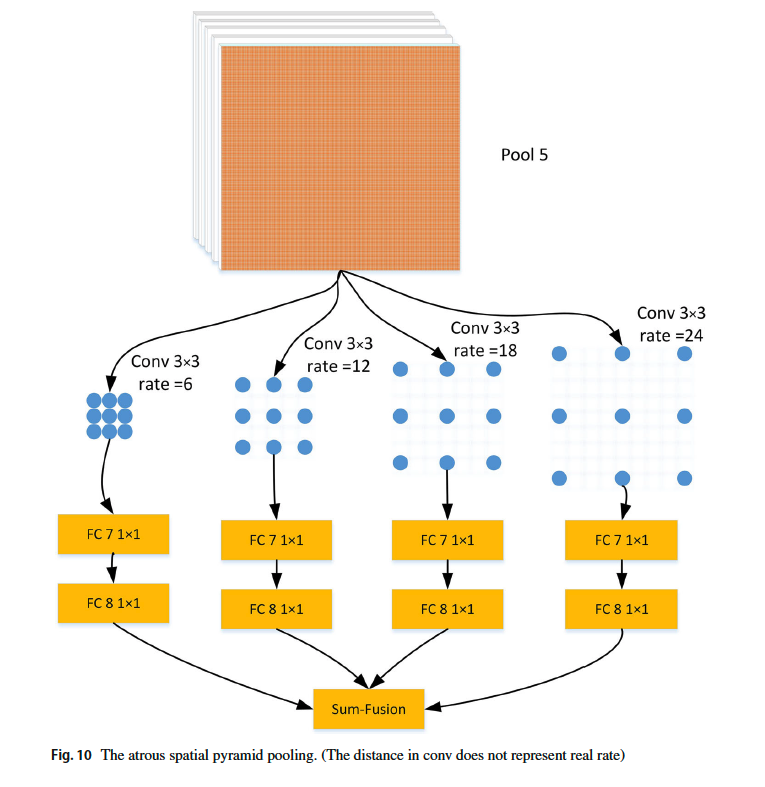 Pool 5
Conv 3×3
rate =6
Conv 3×3
rate =12
Conv 3×3
rate =18
Conv 3×3
rate =24
FC 7 1×1
FC 7 1×1
FC 7 1×1
FC 7 1×1
FC 8 1×1
FC 8 1×1
FC 8 1×1
FC 8 1×1
Sum-Fusion
Fig. 10 The atrous spatial pyramid pooling. (The distance in conv does not represent real rate)